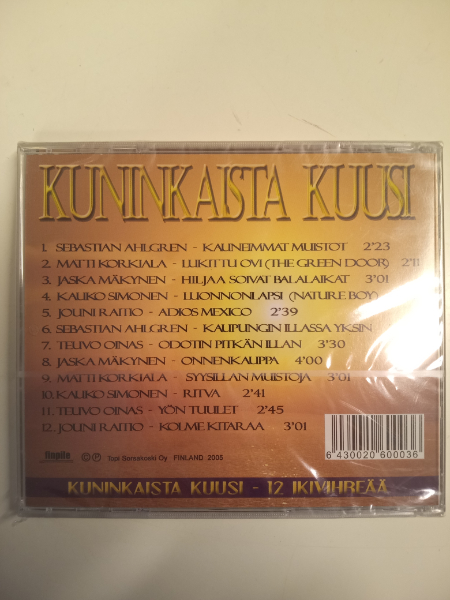 KUNINKAISTA KUUSI
1. SEBASTIAN AHLGREN - KAUNEIMMAT MUISTOT 2'23
2. MATTI KORKIALA - LUKITTU OVI (THE GREEN DOOR) 2'11
3. JASKA MÄKYNEN - HILJAA SOIVAT BALALAIKAT 3'01
4. KAUKO SIMONEN - LUONNONLAPSI (NATURE BOY)
5. JOUNI RAITIO - ADIOS MEXICO 2'39
6. SEBASTIAN AHLGREN - KAUPUNGIN ILLASSA YKSIN
7. TEUVO OINAS - ODOTIN PITKÄN ILLAN 3'30
8. JASKA MÄKYNEN - ONNENKAUPPA 4'00
9. MATTI KORKIALA - SYYSILLAN MUISTOJA 3'01
10. KAUKO SIMONEN - RITVA 2'41
11. TEUVO OINAS - YÖN TUULET 2'45
12. JOUNI RAITIO - KOLME KITARAA 3'01
© ℗ Oy FINLAND 2005
6 430020 600036
KUNINKAISTA KUUSI - 12 IKIVIHREÄÄ